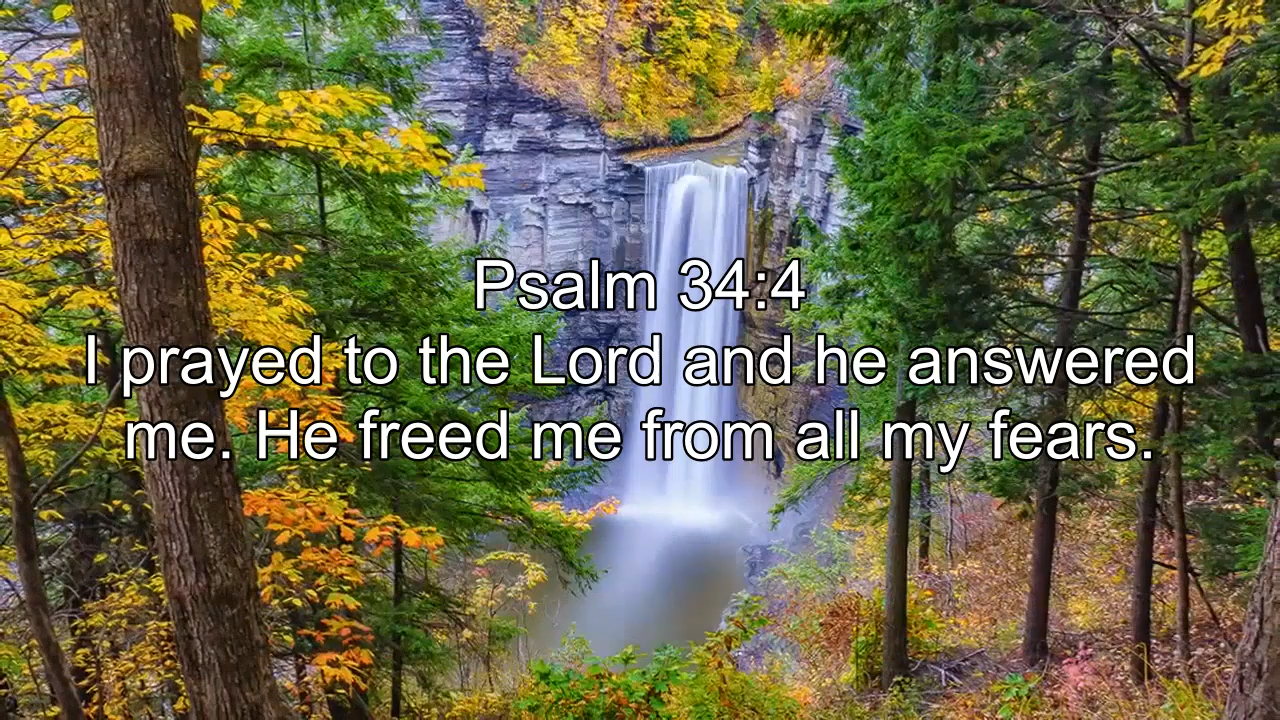 Psalm 34:4
I prayed to the Lord and he answered
me. He freed me from all my fears.